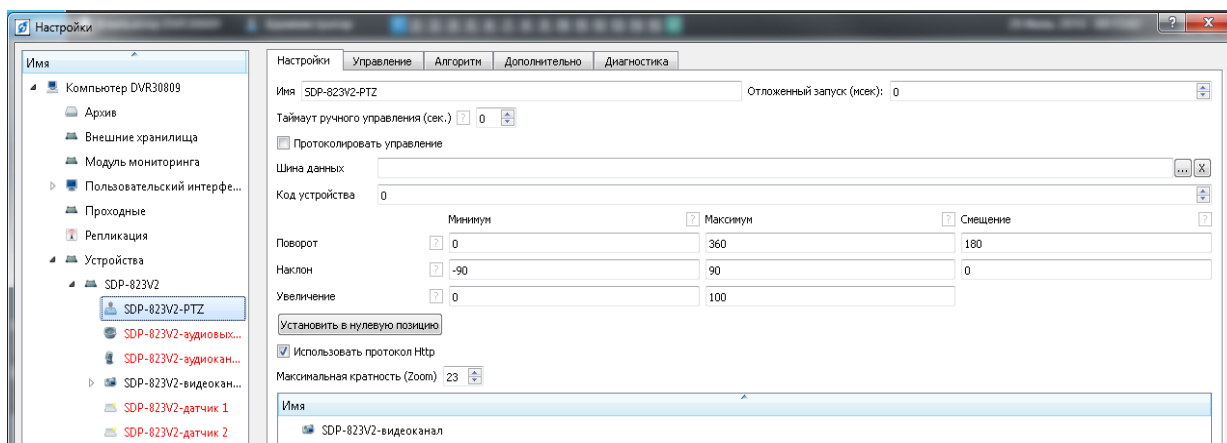 Настройки
Имя
Компьютер DVR30809
Архив
Внешние хранилища
Модуль мониторинга
Пользовательский интерфе...
Проходные
Репликация
Устройства
SDP-823V2
SDP-823V2-PTZ
SDP-823V2-аудиовых...
SDP-823V2-аудиокан...
SDP-823V2-видеокан...
SDP-823V2-датчик 1
SDP-823V2-датчик 2
Настройки Управление Алгоритм Дополнительно Диагностика
Имя SDP-823V2-PTZ Отложенный запуск (мсек): 0
Таймаут ручного управления (сек.) ? 0
Протоколировать управление
Шина данных ... X
Код устройства 0
Минимум ? Максимум ? Смещение ?
Поворот ? 0 360 180
Наклон ? -90 90 0
Увеличение ? 0 100
Установить в нулевую позицию
Использовать протокол Http
Максимальная кратность (Zoom) 23
Имя
SDP-823V2-видеоканал